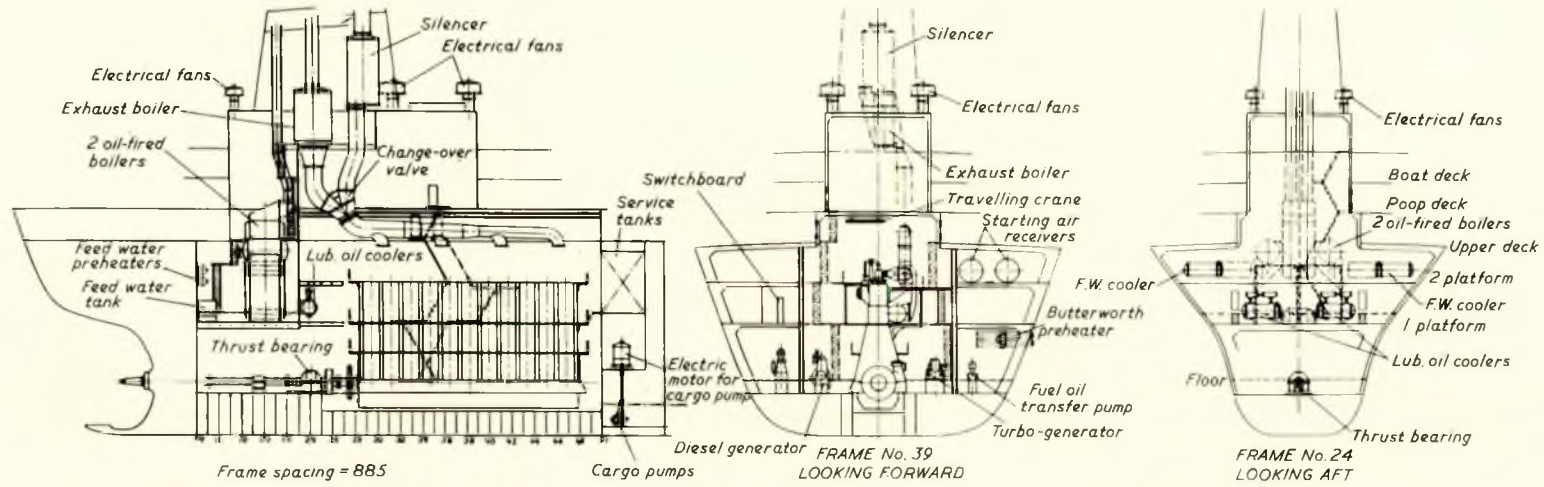 Silencer
Electrical fans
Electrical fans
Exhaust boiler
2 oil-fired
boilers
Change-over
valve
Service
tanks
Feed water
preheaters
Lub. oil coolers
Feed water
tank
Thrust bearing
Electric
motor for
cargo pump
Frame spacing = 885
Cargo pumps
Silencer
Electrical fans
Exhaust boiler
Switchboard
Travelling crane
Starting air
receivers
Butterworth
preheater
Fuel oil
transfer pump
Turbo-generator
Diesel generator
FRAME No. 39
LOOKING FORWARD
Electrical fans
Boat deck
Poop deck
2 oil-fired boilers
Upper deck
2 platform
F.W. cooler
F.W. cooler
1 platform
Lub. oil coolers
Floor
Thrust bearing
FRAME No. 24
LOOKING AFT